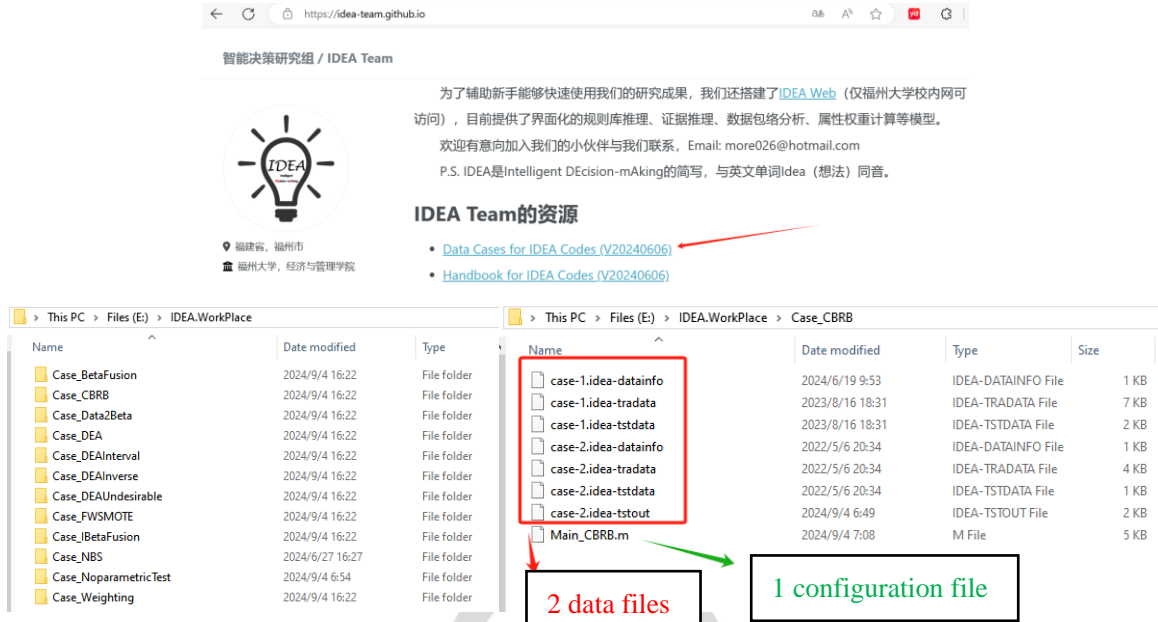 https://idea-team.github.io
智能决策研究组 / IDEA Team
为了辅助新手能够快速使用我们的研究成果，我们还搭建了IDEA Web（仅福州大学校内网可
访问），目前提供了界面化的规则库推理、证据推理、数据包络分析、属性权重计算等模型。
欢迎有意向加入我们的小伙伴与我们联系，Email: more026@hotmail.com
P.S. IDEA是Intelligent DEcision-mAking的简写，与英文单词Idea（想法）同音。
IDEA
福建省，福州市
福州大学，经济与管理学院
IDEA Team的资源
Data Cases for IDEA Codes (V20240606)
Handbook for IDEA Codes (V20240606)
This PC > Files (E:) > IDEA.WorkPlace
Name Date modified Type
Case_BetaFusion 2024/9/4 16:22 File folder
Case_CBRB 2024/9/4 16:22 File folder
Case_Data2Beta 2024/9/4 16:22 File folder
Case_DEA 2024/9/4 16:22 File folder
Case_DEAInterval 2024/9/4 16:22 File folder
Case_DEAInverse 2024/9/4 16:22 File folder
Case_DEAUndesirable 2024/9/4 16:22 File folder
Case_FWSMOTE 2024/9/4 16:22 File folder
Case_IBetaFusion 2024/9/4 16:22 File folder
Case_NBS 2024/6/27 16:27 File folder
Case_NoparametricTest 2024/9/4 6:54 File folder
Case_Weighting 2024/9/4 16:22 File folder
This PC > Files (E:) > IDEA.WorkPlace > Case_CBRB
Name Date modified Type Size
case-1.idea-datainfo 2024/6/19 9:53 IDEA-DATAINFO File 1 KB
case-1.idea-tradata 2023/8/16 18:31 IDEA-TRADATA File 7 KB
case-1.idea-tstdata 2023/8/16 18:31 IDEA-TSTDATA File 2 KB
case-2.idea-datainfo 2022/5/6 20:34 IDEA-DATAINFO File 1 KB
case-2.idea-tradata 2022/5/6 20:34 IDEA-TRADATA File 4 KB
case-2.idea-tstdata 2022/5/6 20:34 IDEA-TSTDATA File 1 KB
case-2.idea-tstout 2024/9/4 6:49 IDEA-TSTOUT File 2 KB
Main_CBRB.m 2024/9/4 7:08 M File 5 KB
2 data files
1 configuration file